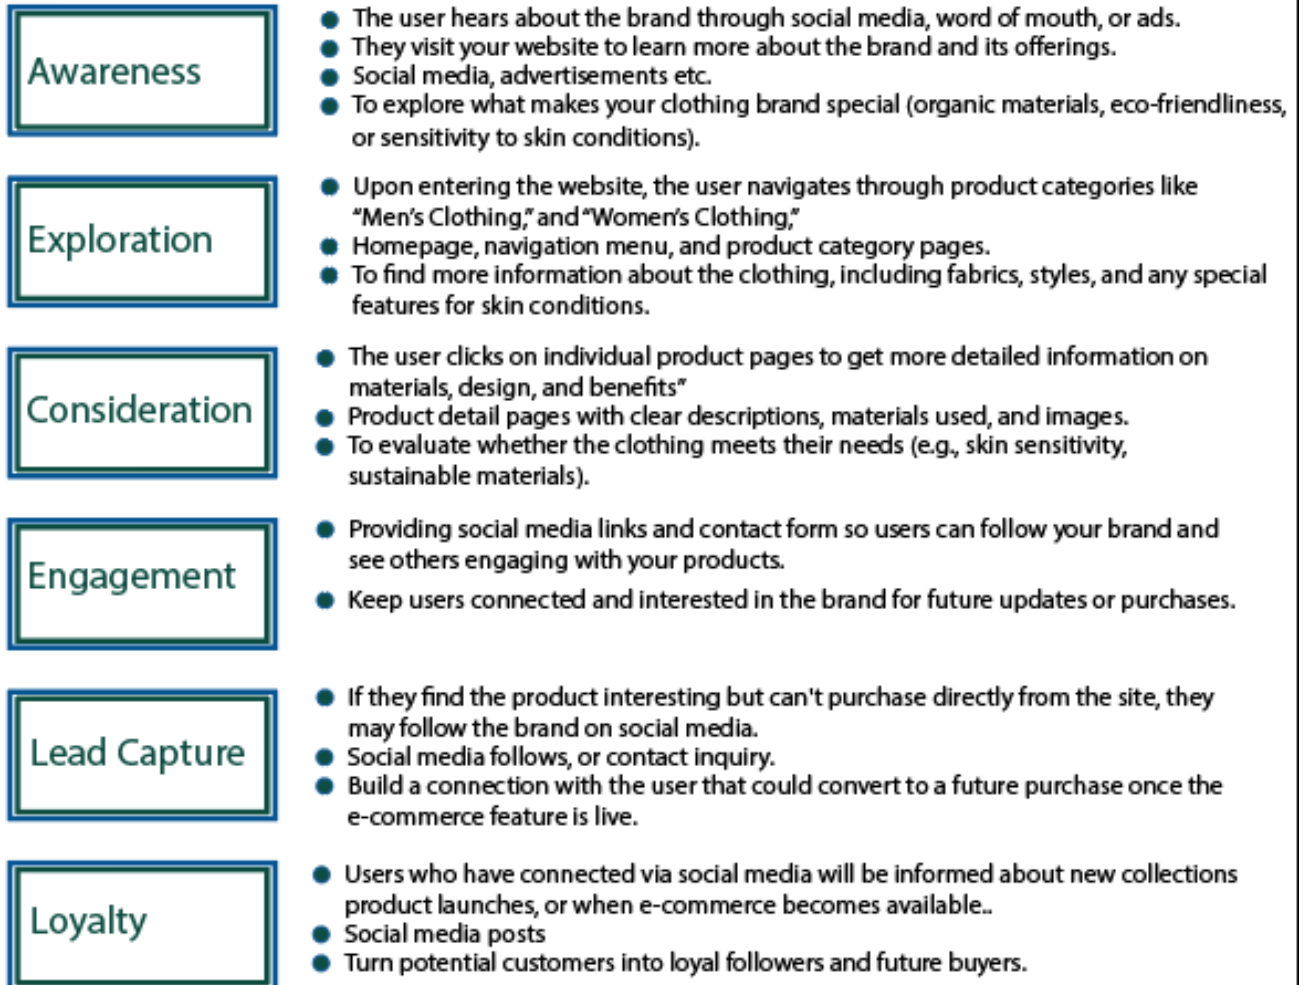 Awareness
The user hears about the brand through social media, word of mouth, or ads.
They visit your website to learn more about the brand and its offerings.
Social media, advertisements etc.
To explore what makes your clothing brand special (organic materials, eco-friendliness,
or sensitivity to skin conditions).
Exploration
Upon entering the website, the user navigates through product categories like
“Men’s Clothing,” and “Women’s Clothing,”
Homepage, navigation menu, and product category pages.
To find more information about the clothing, including fabrics, styles, and any special
features for skin conditions.
Consideration
The user clicks on individual product pages to get more detailed information on
materials, design, and benefits”
Product detail pages with clear descriptions, materials used, and images.
To evaluate whether the clothing meets their needs (e.g., skin sensitivity,
sustainable materials).
Engagement
Providing social media links and contact form so users can follow your brand and
see others engaging with your products.
Keep users connected and interested in the brand for future updates or purchases.
Lead Capture
If they find the product interesting but can't purchase directly from the site, they
may follow the brand on social media.
Social media follows, or contact inquiry.
Build a connection with the user that could convert to a future purchase once the
e-commerce feature is live.
Loyalty
Users who have connected via social media will be informed about new collections
product launches, or when e-commerce becomes available..
Social media posts
Turn potential customers into loyal followers and future buyers.